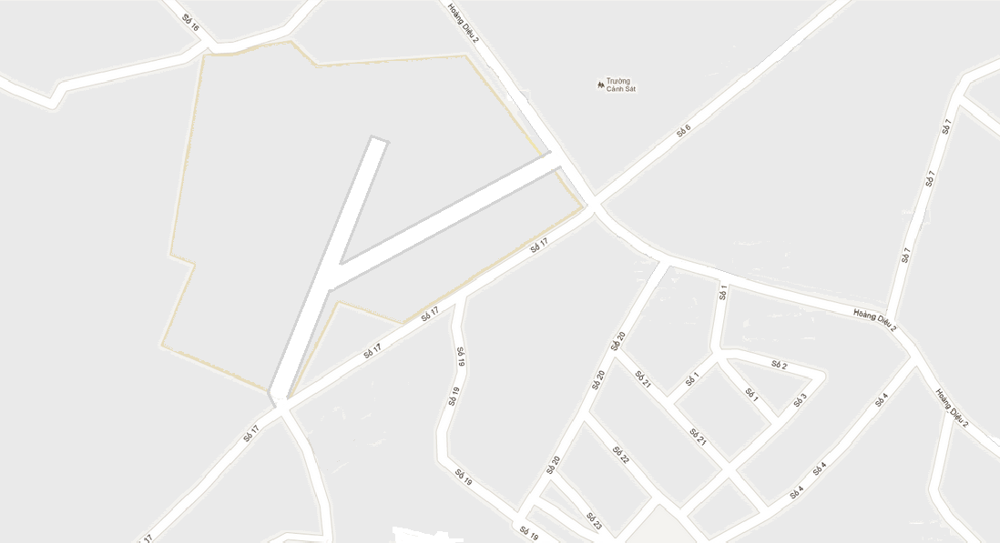 Số 16
Hoàng Diệu 2
Trường
Cảnh Sát
Số 6
Số 7
Số 7
Số 7
Số 17
Số 17
Số 17
Số 17
17
Số 1
Hoàng Diệu 2
Số 20
Số 20
Số 20
Số 19
Số 19
Số 19
Số 19
Số 21
Số 21
Số 1
Số 1
Số 2
Số 3
Số 4
Số 4
Số 4
Hoàng Diệu 2
Số 22
Số 23